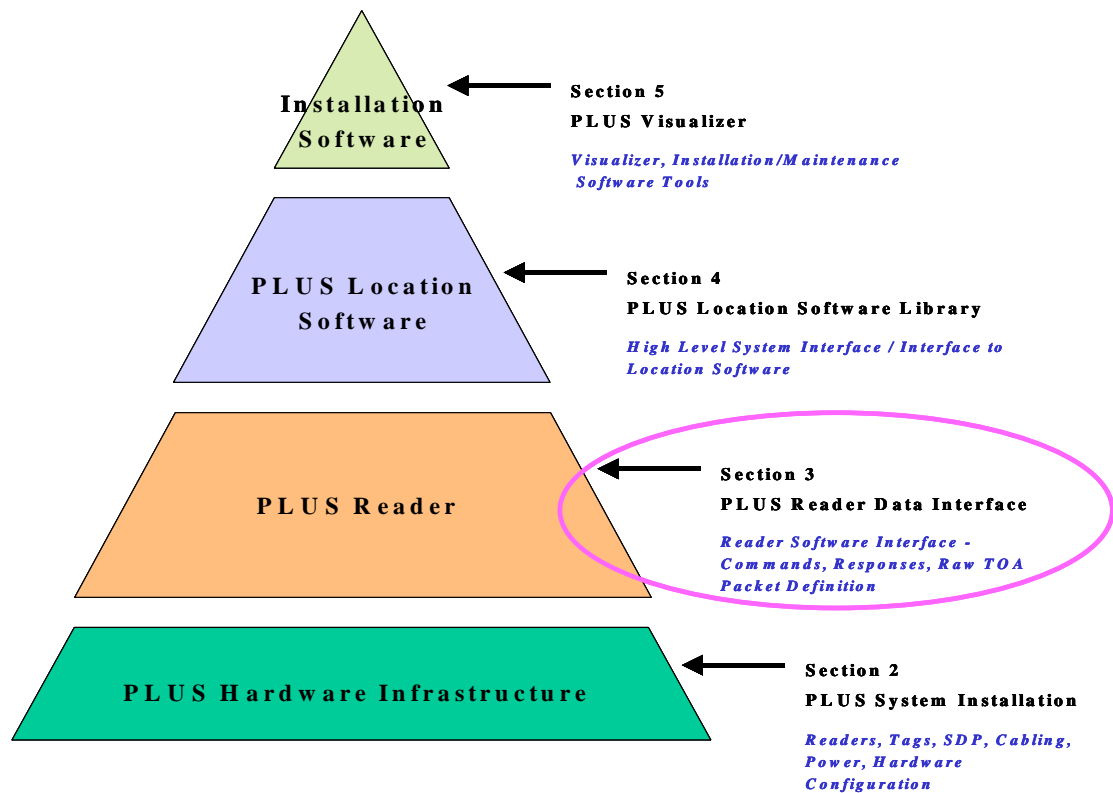 Installation
Software
Section 5
PLUS Visualizer
Visualizer, Installation/Maintenance
Software Tools
PLUS Location
Software
Section 4
PLUS Location Software Library
High Level System Interface / Interface to
Location Software
PLUS Reader
Section 3
PLUS Reader Data Interface
Reader Software Interface -
Commands, Responses, Raw TOA
Packet Definition
PLUS Hardware Infrastructure
Section 2
PLUS System Installation
Readers, Tags, SDP, Cabling,
Power, Hardware
Configuration